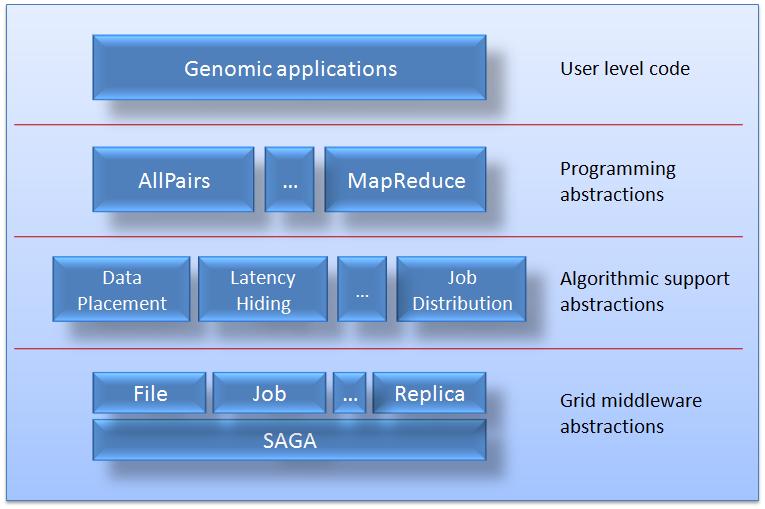 Genomic applications
User level code
AllPairs
...
MapReduce
Programming
abstractions
Data
Placement
Latency
Hiding
...
Job
Distribution
Algorithmic support
abstractions
File
Job
...
Replica
SAGA
Grid middleware
abstractions